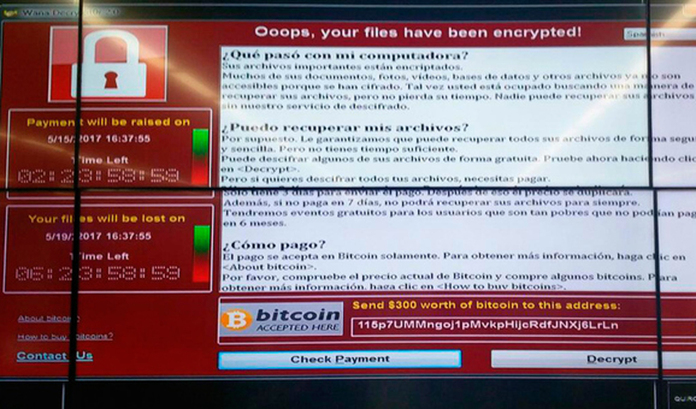 Wana Decrypt0r 2.0
Ooops, your files have been encrypted!
Spanish
Payment will be raised on
5/15/2017 16:37:55
Time Left
02:23:58:59
Your files will be lost on
5/19/2017 16:37:55
Time Left
06:23:58:59
About bitcoin
How to buy bitcoins?
Contact Us
¿Qué pasó con mi computadora?
Sus archivos importantes están encriptados.
Muchos de sus documentos, fotos, vídeos, bases de datos y otros archivos ya no son
accesibles porque se han cifrado. Tal vez usted está ocupado buscando una manera de
recuperar sus archivos, pero no pierda su tiempo. Nadie puede recuperar sus archivos
sin nuestro servicio de descifrado.
¿Puedo recuperar mis archivos?
Por supuesto. Le garantizamos que puede recuperar todos sus archivos de forma segu
y sencilla. Pero no tienes tiempo suficiente.
Puede descifrar algunos de sus archivos de forma gratuita. Pruebe ahora haciendo clic
en <Decrypt>.
Pero si quieres descifrar todos tus archivos, necesitas pagar.
Sólo tiene 3 días para enviar el pago. Después de eso el precio se duplicará.
Además, si no paga en 7 días, no podrá recuperar sus archivos para siempre.
Tendremos eventos gratuitos para los usuarios que son tan pobres que no podían pag
en 6 meses.
¿Cómo pago?
El pago se acepta en Bitcoin solamente. Para obtener más información, haga clic en
<About bitcoin>.
Por favor, compruebe el precio actual de Bitcoin y compre algunos bitcoins. Para
obtener más información, haga clic en <How to buy bitcoins>.
bitcoin
ACCEPTED HERE
Send $300 worth of bitcoin to this address:
115p7UMMngoj1pMvkpHijcRdfJNXj6LrLn
Check Payment
Decrypt